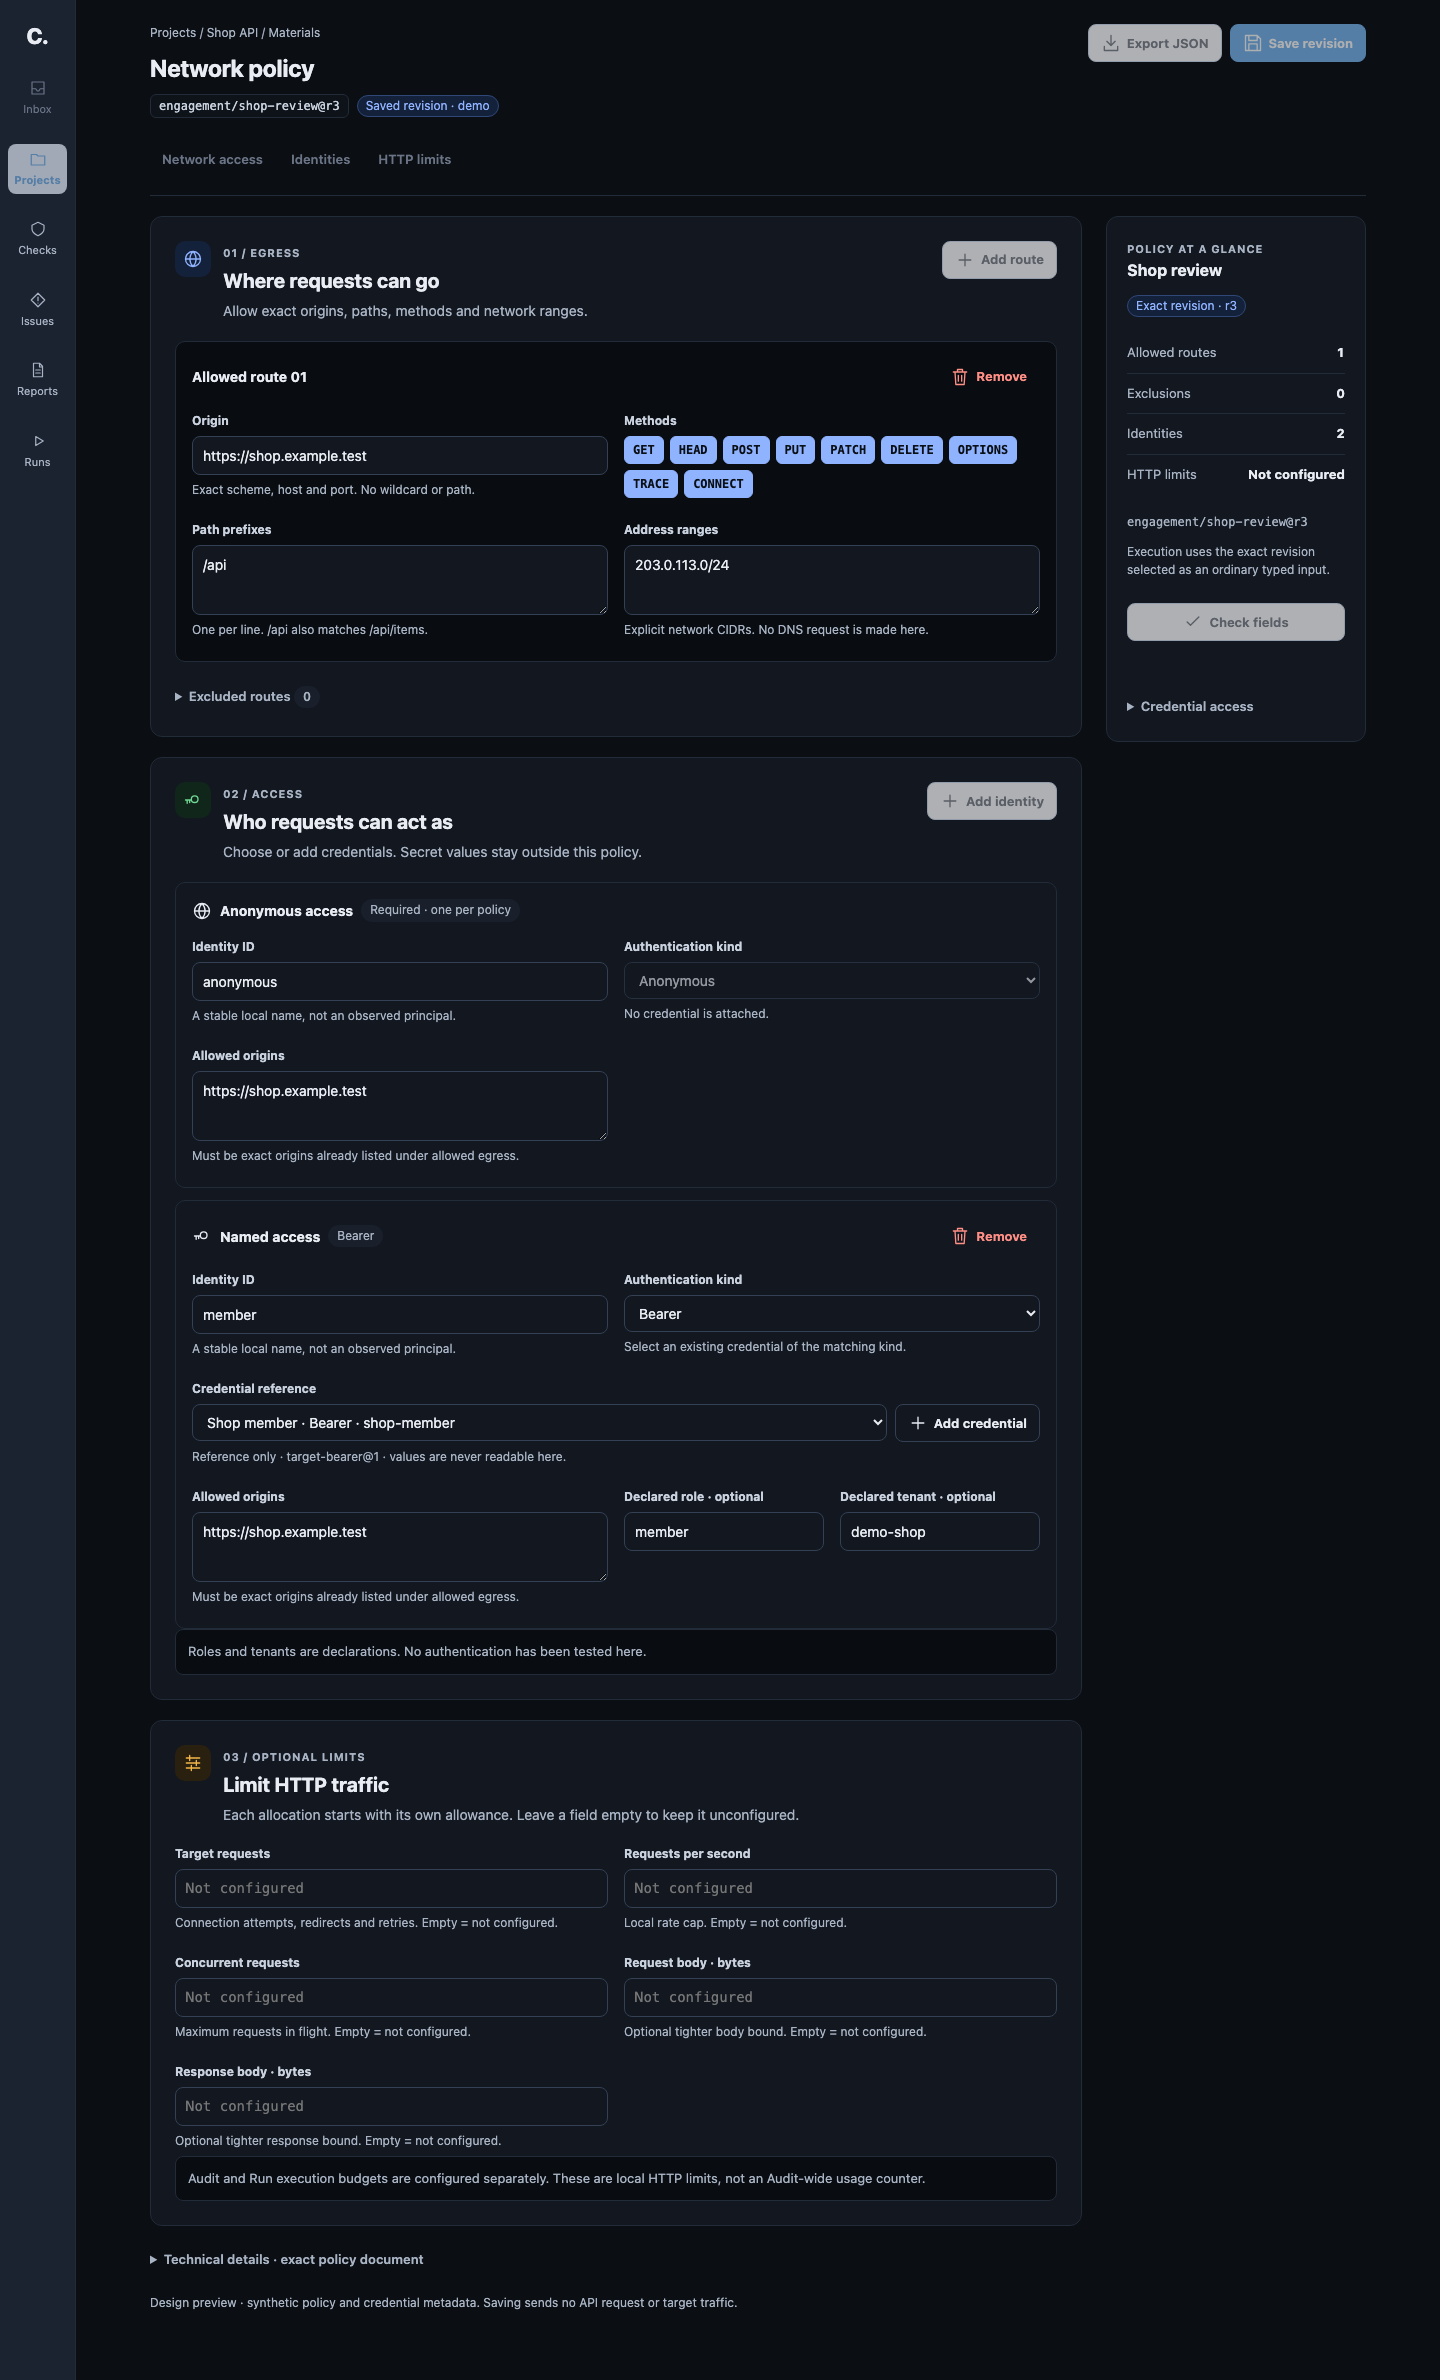 C.
Inbox
Projects
Checks
Issues
Reports
Runs
Projects / Shop API / Materials
Network policy
engagement/shop-review@r3
Saved revision · demo
Export JSON
Save revision
Network access
Identities
HTTP limits
01 / EGRESS
Where requests can go
Allow exact origins, paths, methods and network ranges.
Add route
Allowed route 01
Remove
Origin
https://shop.example.test
Exact scheme, host and port. No wildcard or path.
Methods
GET HEAD POST PUT PATCH DELETE OPTIONS
TRACE CONNECT
Path prefixes
/api
One per line. /api also matches /api/items.
Address ranges
203.0.113.0/24
Explicit network CIDRs. No DNS request is made here.
Excluded routes 0
POLICY AT A GLANCE
Shop review
Exact revision · r3
Allowed routes 1
Exclusions 0
Identities 2
HTTP limits Not configured
engagement/shop-review@r3
Execution uses the exact revision
selected as an ordinary typed input.
Check fields
Credential access
02 / ACCESS
Who requests can act as
Choose or add credentials. Secret values stay outside this policy.
Add identity
Anonymous access
Required · one per policy
Identity ID
anonymous
A stable local name, not an observed principal.
Authentication kind
Anonymous
No credential is attached.
Allowed origins
https://shop.example.test
Must be exact origins already listed under allowed egress.
Named access
Bearer
Remove
Identity ID
member
A stable local name, not an observed principal.
Authentication kind
Bearer
Select an existing credential of the matching kind.
Credential reference
Shop member · Bearer · shop-member
Add credential
Reference only · target-bearer@1 · values are never readable here.
Allowed origins
https://shop.example.test
Must be exact origins already listed under allowed egress.
Declared role · optional
member
Declared tenant · optional
demo-shop
Roles and tenants are declarations. No authentication has been tested here.
03 / OPTIONAL LIMITS
Limit HTTP traffic
Each allocation starts with its own allowance. Leave a field empty to keep it unconfigured.
Target requests
Not configured
Connection attempts, redirects and retries. Empty = not configured.
Requests per second
Not configured
Local rate cap. Empty = not configured.
Concurrent requests
Not configured
Maximum requests in flight. Empty = not configured.
Request body · bytes
Not configured
Optional tighter body bound. Empty = not configured.
Response body · bytes
Not configured
Optional tighter response bound. Empty = not configured.
Audit and Run execution budgets are configured separately. These are local HTTP limits, not an Audit-wide usage counter.
Technical details · exact policy document
Design preview · synthetic policy and credential metadata. Saving sends no API request or target traffic.